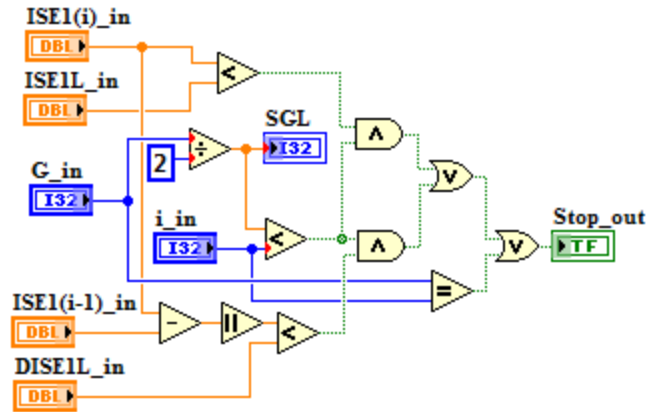 ISE1(i)_in
DBL
ISE1L_in
DBL
<
SGL
I32
÷
2
∧
G_in
I32
V
i_in
I32
<
∧
Stop_out
TF
V
=
ISE1(i-1)_in
DBL
−
||
<
DISE1L_in
DBL